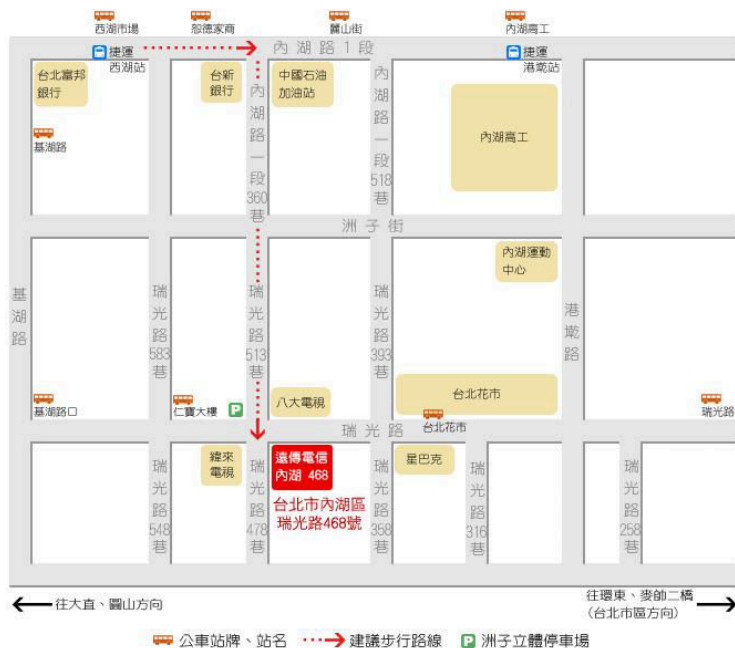 西湖市場
郵德家商
麗山街
內湖高工
捷運
西湖站
內湖路1段
捷運
港墘站
台北富邦
銀行
台新
銀行
中國石油
加油站
內湖路一段360巷
內湖路一段518巷
內湖高工
基湖路
洲子街
內湖運動
中心
基湖路
瑞光路583巷
瑞光路513巷
瑞光路393巷
港墘路
八大電視
台北花市
基湖路口
仁寶大樓
P
瑞光路
台北花市
瑞光路
緯來
電視
遠傳電信
內湖 468
台北市內湖區
瑞光路468號
星巴克
瑞光路548巷
瑞光路478巷
瑞光路358巷
瑞光路316巷
瑞光路258巷
往大直、圓山方向
往環東、麥帥二橋
(台北市區方向)
公車站牌、站名
建議步行路線
P 洲子立體停車場